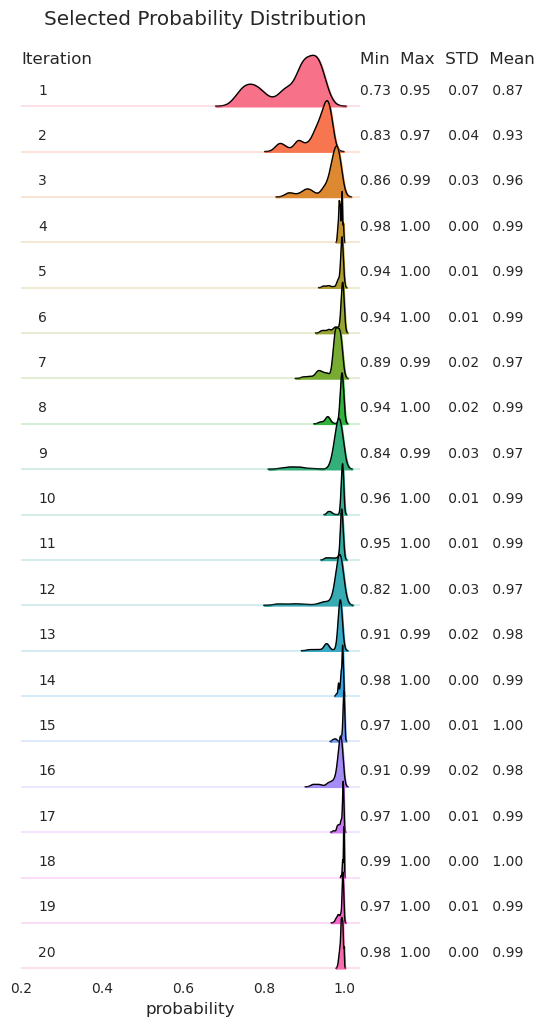 Selected Probability Distribution
Iteration Min Max STD Mean
1 0.73 0.95 0.07 0.87
2 0.83 0.97 0.04 0.93
3 0.86 0.99 0.03 0.96
4 0.98 1.00 0.00 0.99
5 0.94 1.00 0.01 0.99
6 0.94 1.00 0.01 0.99
7 0.89 0.99 0.02 0.97
8 0.94 1.00 0.02 0.99
9 0.84 0.99 0.03 0.97
10 0.96 1.00 0.01 0.99
11 0.95 1.00 0.01 0.99
12 0.82 1.00 0.03 0.97
13 0.91 0.99 0.02 0.98
14 0.98 1.00 0.00 0.99
15 0.97 1.00 0.01 1.00
16 0.91 0.99 0.02 0.98
17 0.97 1.00 0.01 0.99
18 0.99 1.00 0.00 1.00
19 0.97 1.00 0.01 0.99
20 0.98 1.00 0.00 0.99
0.2 0.4 0.6 0.8 1.0
probability